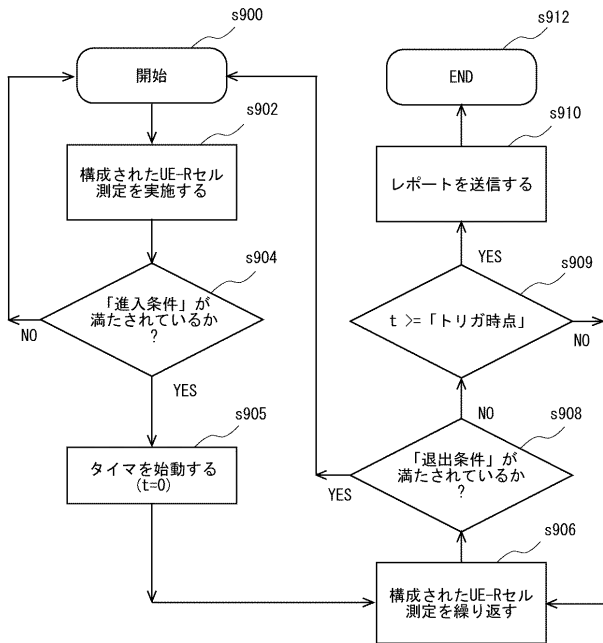 s900
開始
s902
構成されたUE-Rセル
測定を実施する
s904
「進入条件」が
満たされているか
?
NO
YES
s905
タイマを始動する
(t=0)
s906
構成されたUE-Rセル
測定を繰り返す
s908
「退出条件」が
満たされているか
?
YES
NO
s909
t >=「トリガ時点」
NO
YES
s910
レポートを送信する
s912
END